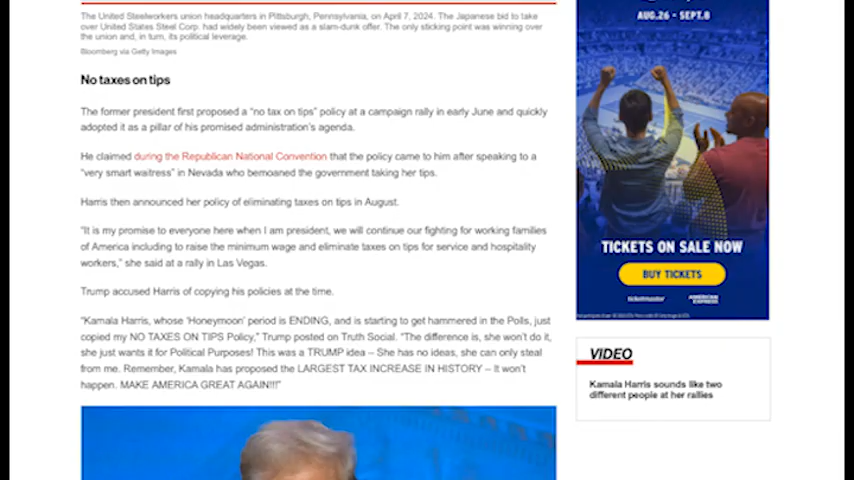 The United Steelworkers union headquarters in Pittsburgh, Pennsylvania, on April 7, 2024. The Japanese bid to take
over United States Steel Corp. had widely been viewed as a slam-dunk offer. The only sticking point was winning over
the union and, in turn, its political leverage.
Bloomberg via Getty Images
No taxes on tips
The former president first proposed a “no tax on tips” policy at a campaign rally in early June and quickly
adopted it as a pillar of his promised administration’s agenda.
He claimed during the Republican National Convention that the policy came to him after speaking to a
“very smart waitress” in Nevada who bemoaned the government taking her tips.
Harris then announced her policy of eliminating taxes on tips in August.
“It is my promise to everyone here when I am president, we will continue our fighting for working families
of America including to raise the minimum wage and eliminate taxes on tips for service and hospitality
workers,” she said at a rally in Las Vegas.
Trump accused Harris of copying his policies at the time.
“Kamala Harris, whose ‘Honeymoon’ period is ENDING, and is starting to get hammered in the Polls, just
copied my NO TAXES ON TIPS Policy,” Trump posted on Truth Social. “The difference is, she won’t do it,
she just wants it for Political Purposes! This was a TRUMP idea – She has no ideas, she can only steal
from me. Remember, Kamala has proposed the LARGEST TAX INCREASE IN HISTORY – It won’t
happen. MAKE AMERICA GREAT AGAIN!!!”
AUG.26 - SEPT.8
TICKETS ON SALE NOW
BUY TICKETS
ticketmaster
AMERICAN
EXPRESS
VIDEO
Kamala Harris sounds like two
different people at her rallies